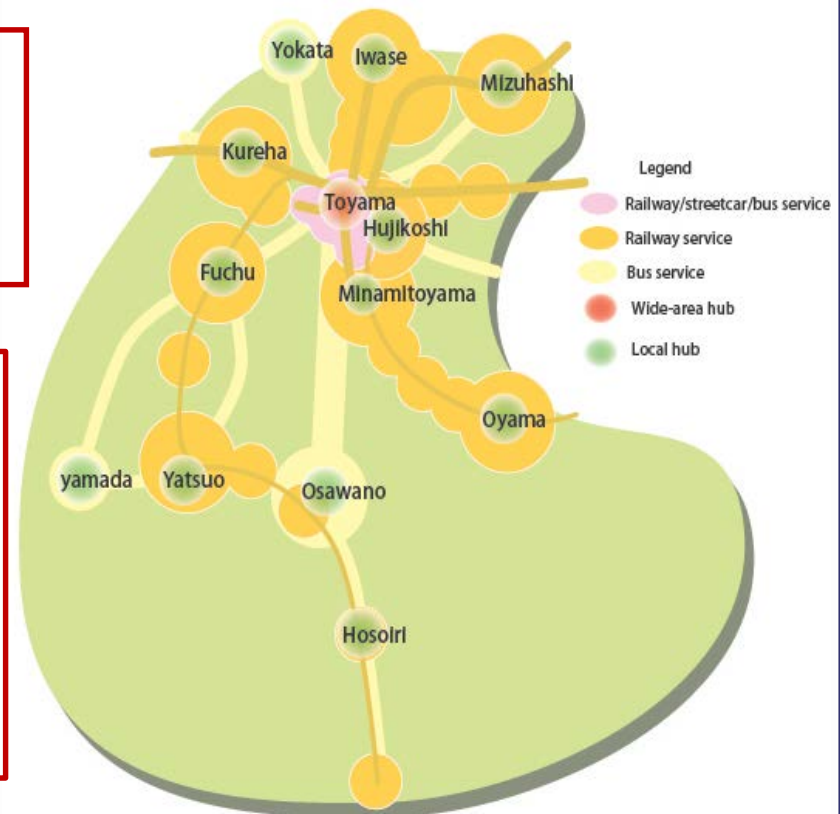 Yokata
Iwase
Mizuhashi
Kureha
Toyama
Hujikoshi
Fuchu
Minamitoyama
Oyama
yamada
Yatsuo
Osawano
Hosoiri
Legend
Railway/streetcar/bus service
Railway service
Bus service
Wide-area hub
Local hub